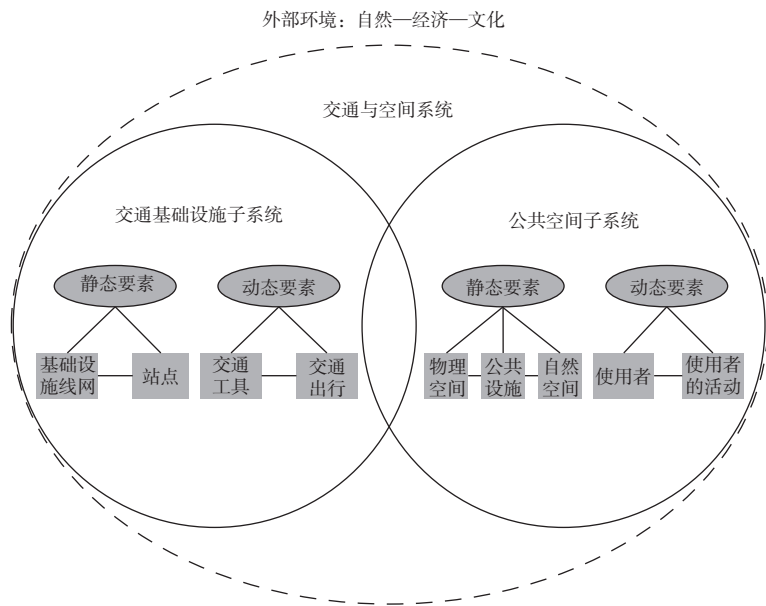 外部环境：自然—经济—文化
交通与空间系统
交通基础设施子系统
静态要素
动态要素
基础设
施线网
站点
交通
工具
交通
出行
公共空间子系统
静态要素
动态要素
物理
空间
公共
设施
自然
空间
使用者
使用者
的活动